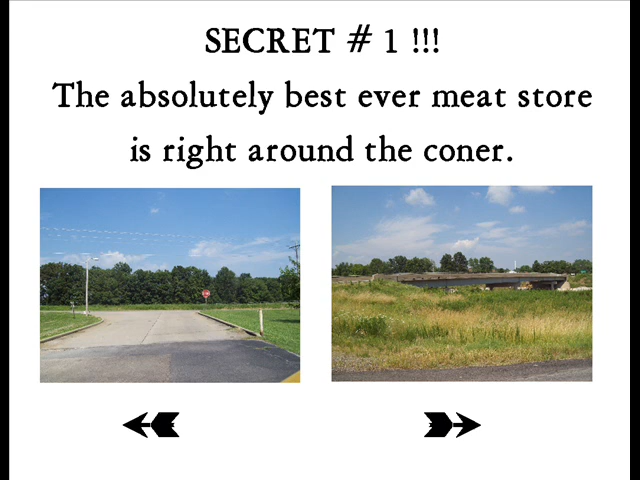 SECRET # 1 !!!
The absolutely best ever meat store
is right around the coner.